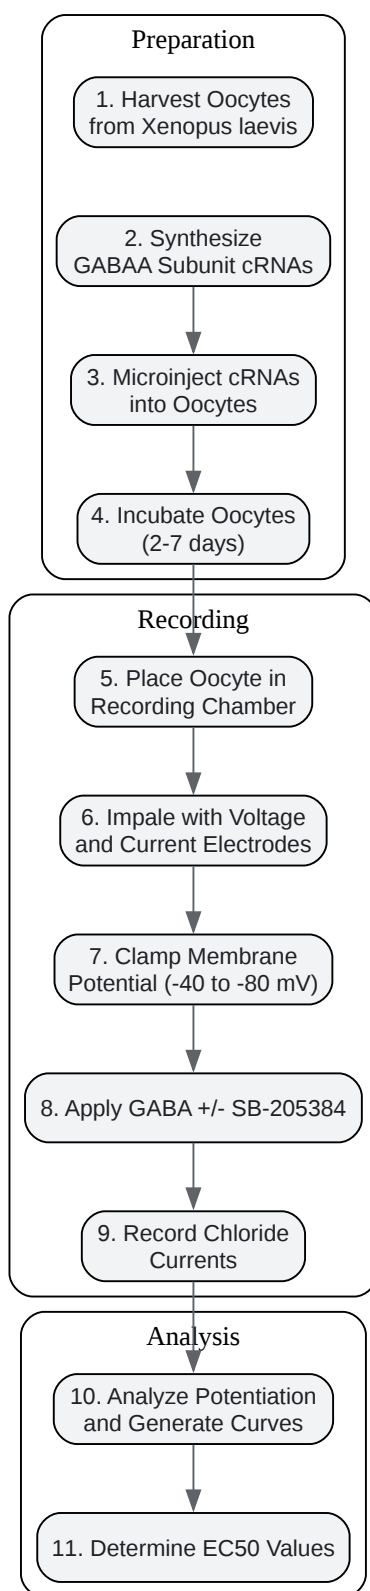 Preparation
1. Harvest Oocytes
from Xenopus laevis
2. Synthesize
GABAA Subunit cRNAs
3. Microinject cRNAs
into Oocytes
4. Incubate Oocytes
(2-7 days)
Recording
5. Place Oocyte in
Recording Chamber
6. Impale with Voltage
and Current Electrodes
7. Clamp Membrane
Potential (-40 to -80 mV)
8. Apply GABA +/- SB-205384
9. Record Chloride
Currents
Analysis
10. Analyze Potentiation
and Generate Curves
11. Determine EC50 Values